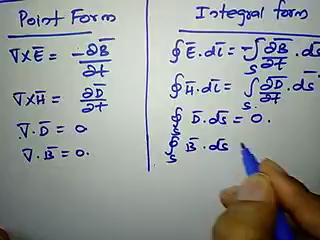 Point Form
∇×E̅ = -∂B̅/∂t
∇×H̅ = ∂D̅/∂t
∇.D̅ = 0
∇.B̅ = 0.
Integral form
∮ E̅.dl̅ = -∫S ∂B̅/∂t.ds̅
∮ H̅.dl̅ = ∫S ∂D̅/∂t.ds̅
∮S D̅.ds̅ = 0.
∮S B̅.ds̅